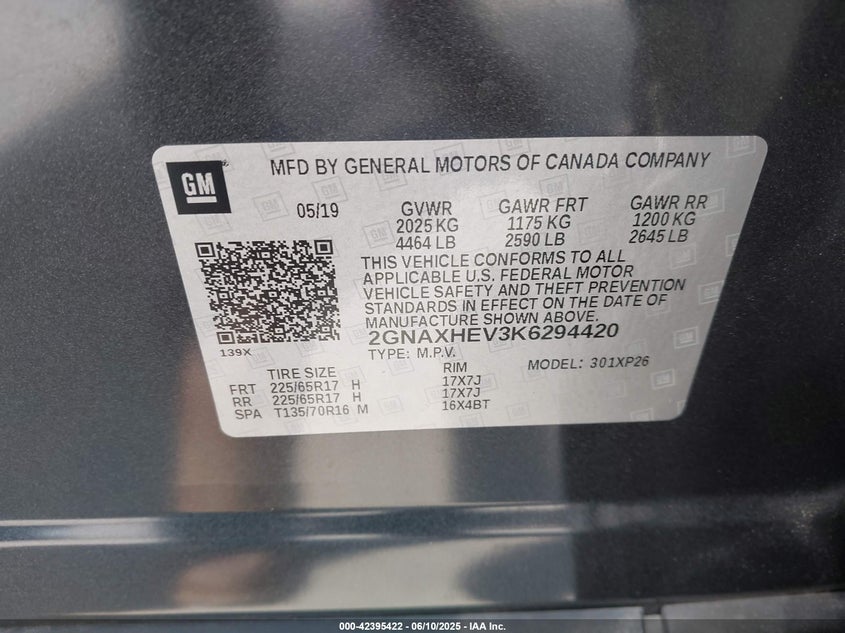 GM
MFD BY GENERAL MOTORS OF CANADA COMPANY
05/19
GVWR
2025 KG
4464 LB
GAWR FRT
1175 KG
2590 LB
GAWR RR
1200 KG
2645 LB
THIS VEHICLE CONFORMS TO ALL
APPLICABLE U.S. FEDERAL MOTOR
VEHICLE SAFETY AND THEFT PREVENTION
STANDARDS IN EFFECT ON THE DATE OF
MANUFACTURE SHOWN ABOVE.
2GNAXHEV3K6294420
TYPE: M.P.V.
MODEL: 301XP26
139X
TIRE SIZE RIM
FRT 225/65R17 H 17X7J
RR 225/65R17 H 17X7J
SPA T135/70R16 M 16X4BT
000-42395422 - 06/10/2025 - IAA Inc.